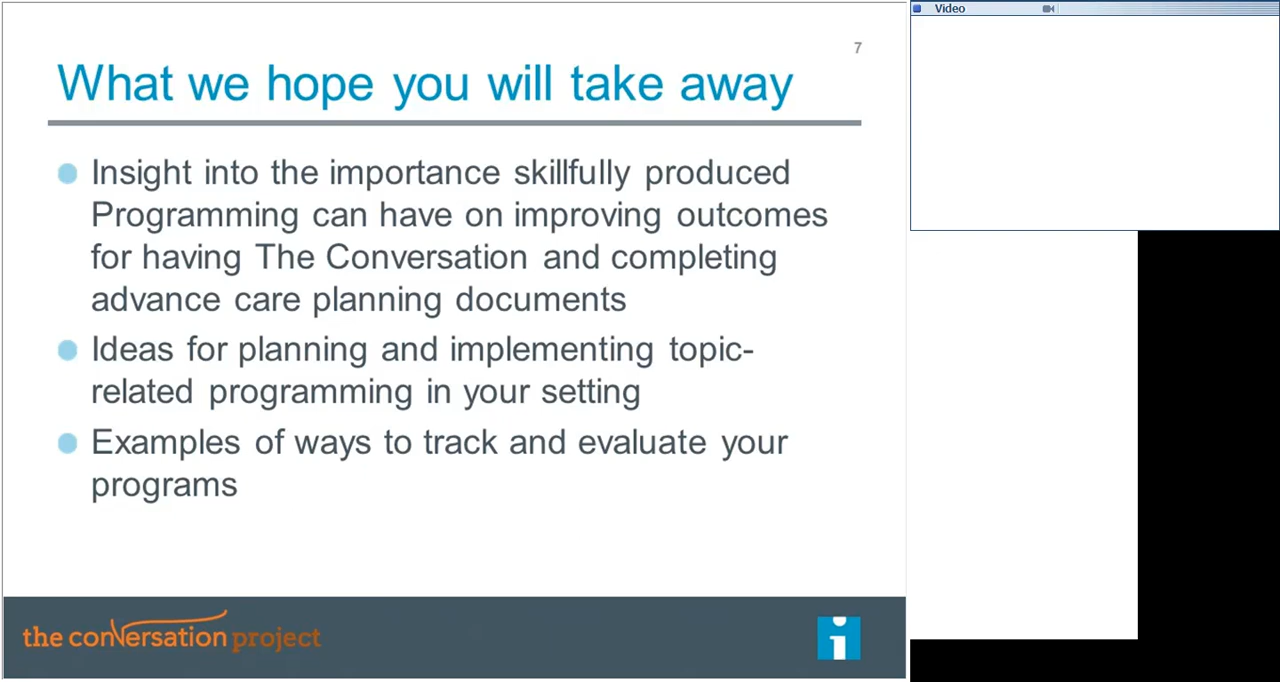 7
What we hope you will take away
Insight into the importance skillfully produced
Programming can have on improving outcomes
for having The Conversation and completing
advance care planning documents
Ideas for planning and implementing topic-
related programming in your setting
Examples of ways to track and evaluate your
programs
the conversation project
i
Video